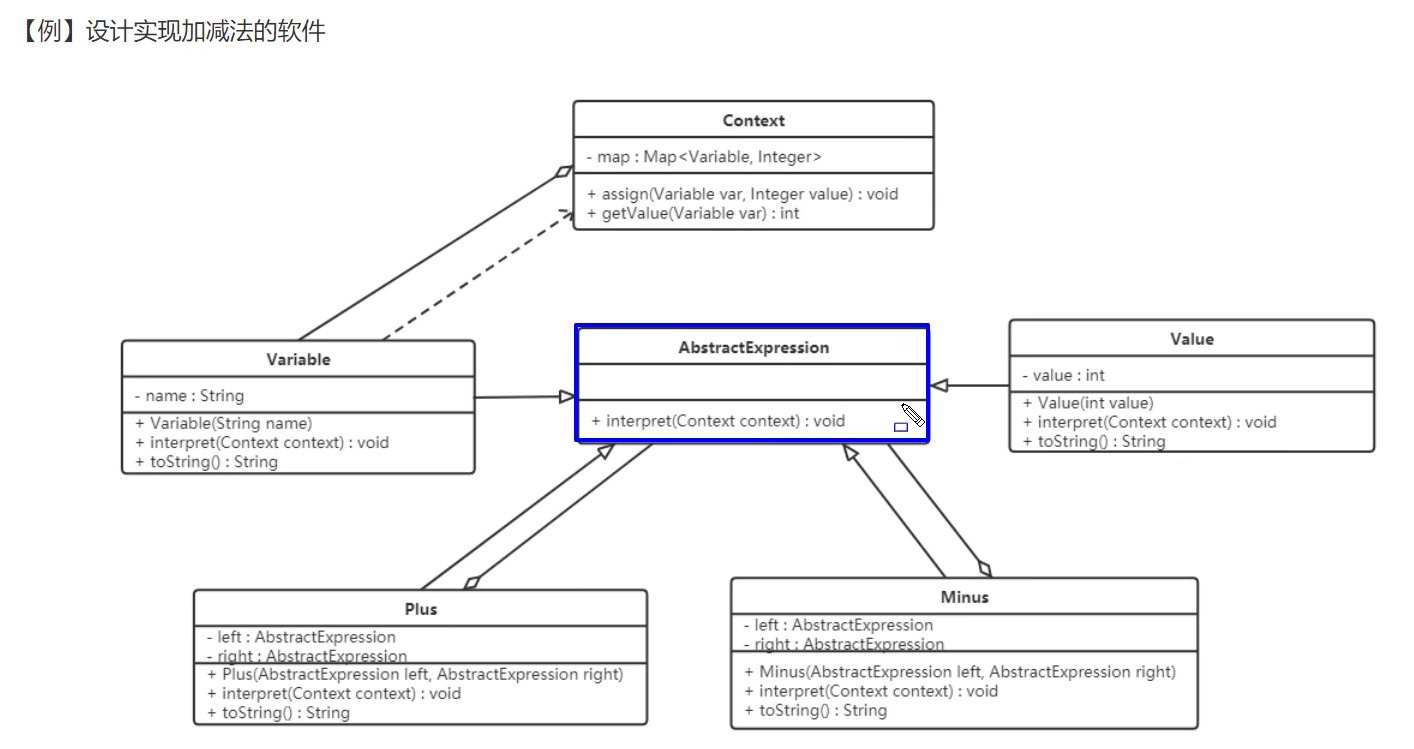 【例】设计实现加减法的软件
Context
- map : Map<Variable, Integer>
+ assign(Variable var, Integer value) : void
+ getValue(Variable var) : int
Variable
- name : String
+ Variable(String name)
+ interpret(Context context) : void
+ toString() : String
AbstractExpression
+ interpret(Context context) : void
Value
- value : int
+ Value(int value)
+ interpret(Context context) : void
+ toString() : String
Plus
- left : AbstractExpression
- right : AbstractExpression
+ Plus(AbstractExpression left, AbstractExpression right)
+ interpret(Context context) : void
+ toString() : String
Minus
- left : AbstractExpression
- right : AbstractExpression
+ Minus(AbstractExpression left, AbstractExpression right)
+ interpret(Context context) : void
+ toString() : String